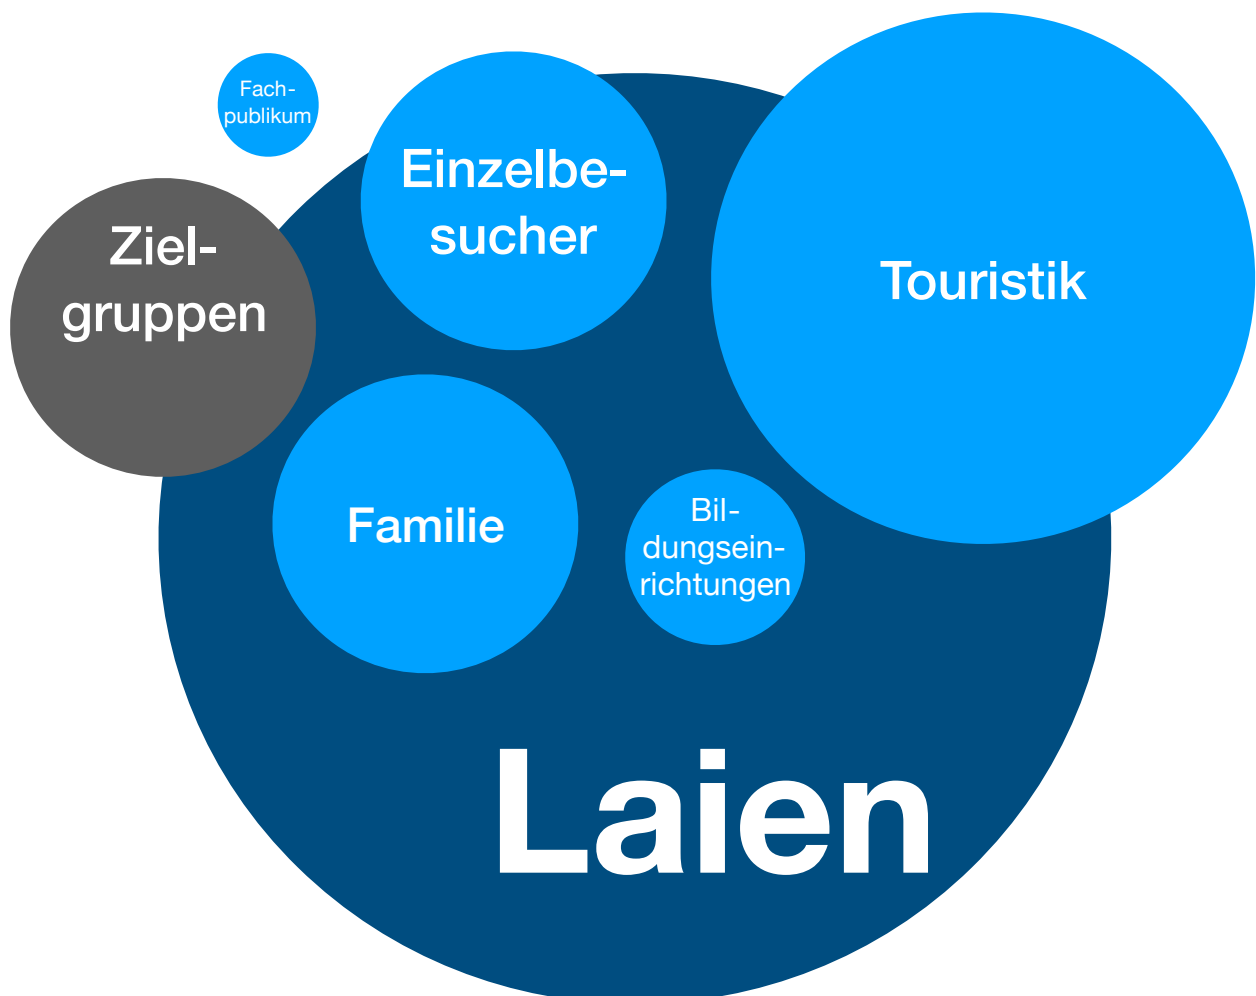 Fach-
publikum
Einzelbe-
sucher
Ziel-
gruppen
Touristik
Familie
Bil-
dungsein-
richtungen
Laien